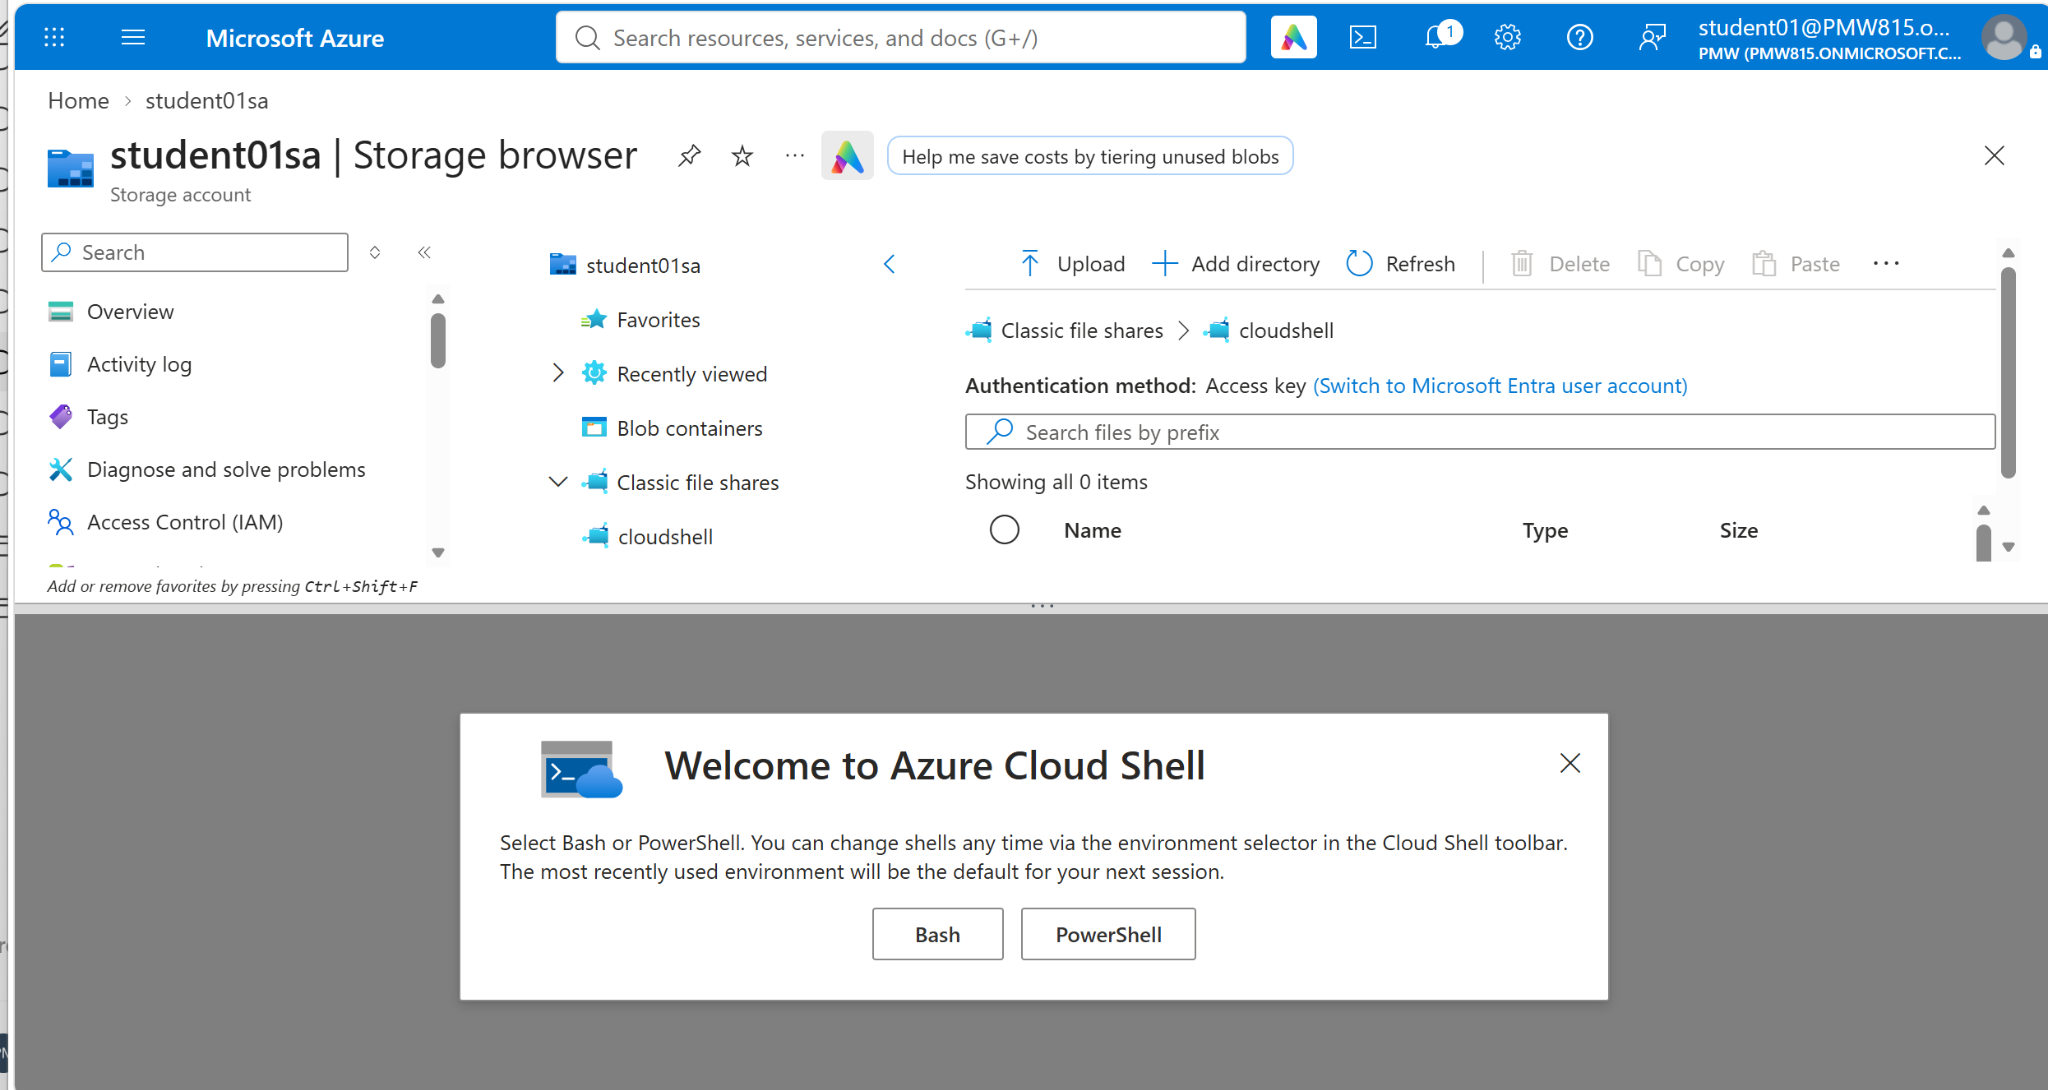 Microsoft Azure
Search resources, services, and docs (G+/)
1
student01@PMW815.o...
PMW (PMW815.ONMICROSOFT.C...
Home > student01sa
student01sa | Storage browser
Storage account
Help me save costs by tiering unused blobs
Search
Overview
Activity log
Tags
Diagnose and solve problems
Access Control (IAM)
Add or remove favorites by pressing Ctrl+Shift+F
student01sa
Favorites
Recently viewed
Blob containers
Classic file shares
cloudshell
Upload Add directory Refresh Delete Copy Paste ...
Classic file shares > cloudshell
Authentication method: Access key (Switch to Microsoft Entra user account)
Search files by prefix
Showing all 0 items
Name Type Size
Welcome to Azure Cloud Shell
Select Bash or PowerShell. You can change shells any time via the environment selector in the Cloud Shell toolbar.
The most recently used environment will be the default for your next session.
Bash PowerShell